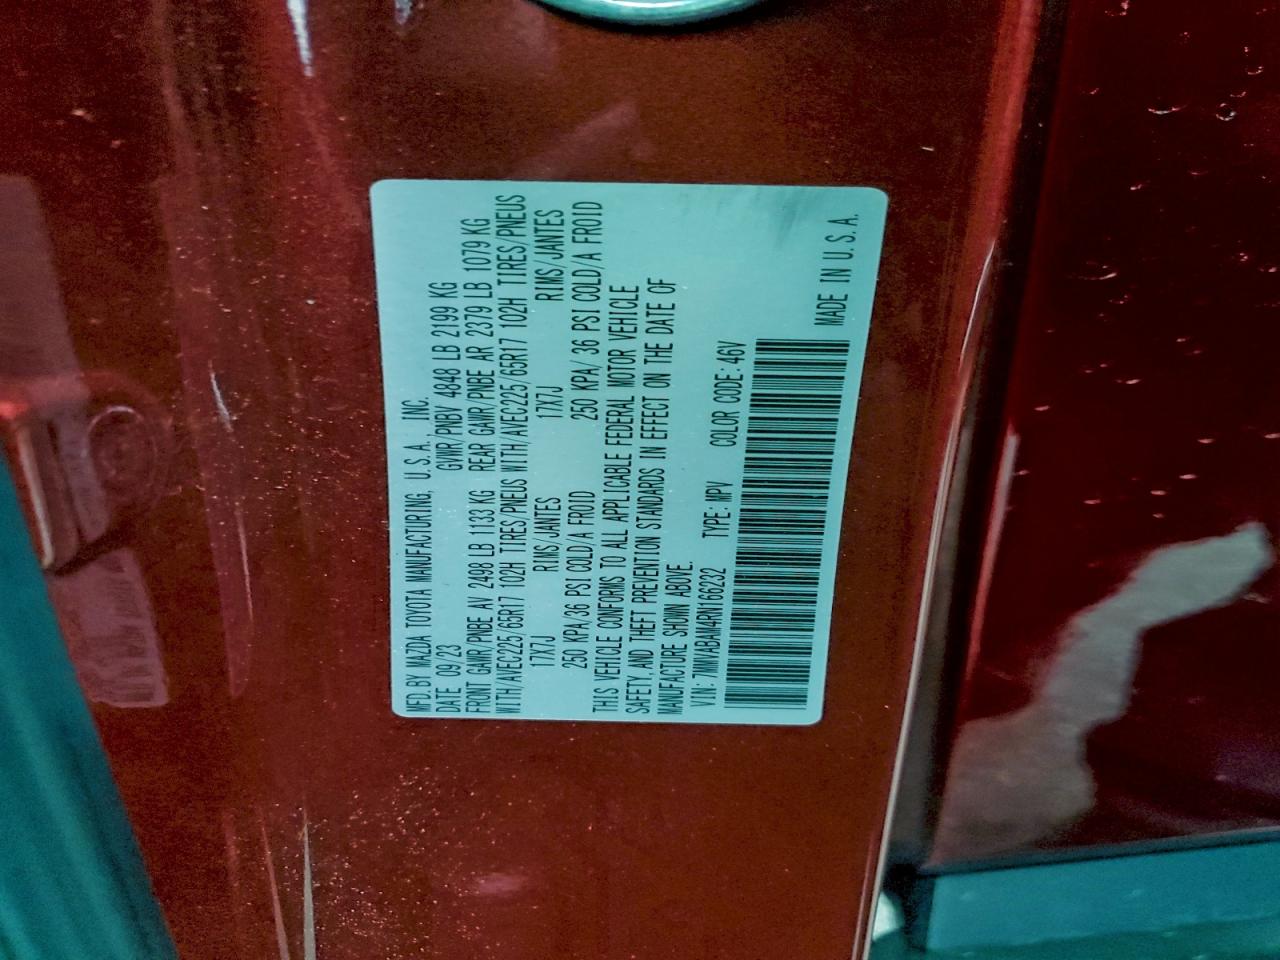 MFD. BY MAZDA TOYOTA MANUFACTURING, U.S.A., INC.
DATE 09/23 GVWR/PNBV 4848 LB 2199 KG
FRONT GAWR/PNBE AV 2498 LB 1133 KG REAR GAWR/PNBE AR 2379 LB 1079 KG
WITH/AVEC225/65R17 102H TIRES/PNEUS WITH/AVEC225/65R17 102H TIRES/PNEUS
17X7J RIMS/JANTES 17X7J RIMS/JANTES
250 KPA/36 PSI COLD/A FROID 250 KPA/36 PSI COLD/A FROID
THIS VEHICLE CONFORMS TO ALL APPLICABLE FEDERAL MOTOR VEHICLE
SAFETY, AND THEFT PREVENTION STANDARDS IN EFFECT ON THE DATE OF
MANUFACTURE SHOWN ABOVE.
VIN: 7MMVABAM4RN166232 TYPE: MPV COLOR CODE: 46V
MADE IN U.S.A.